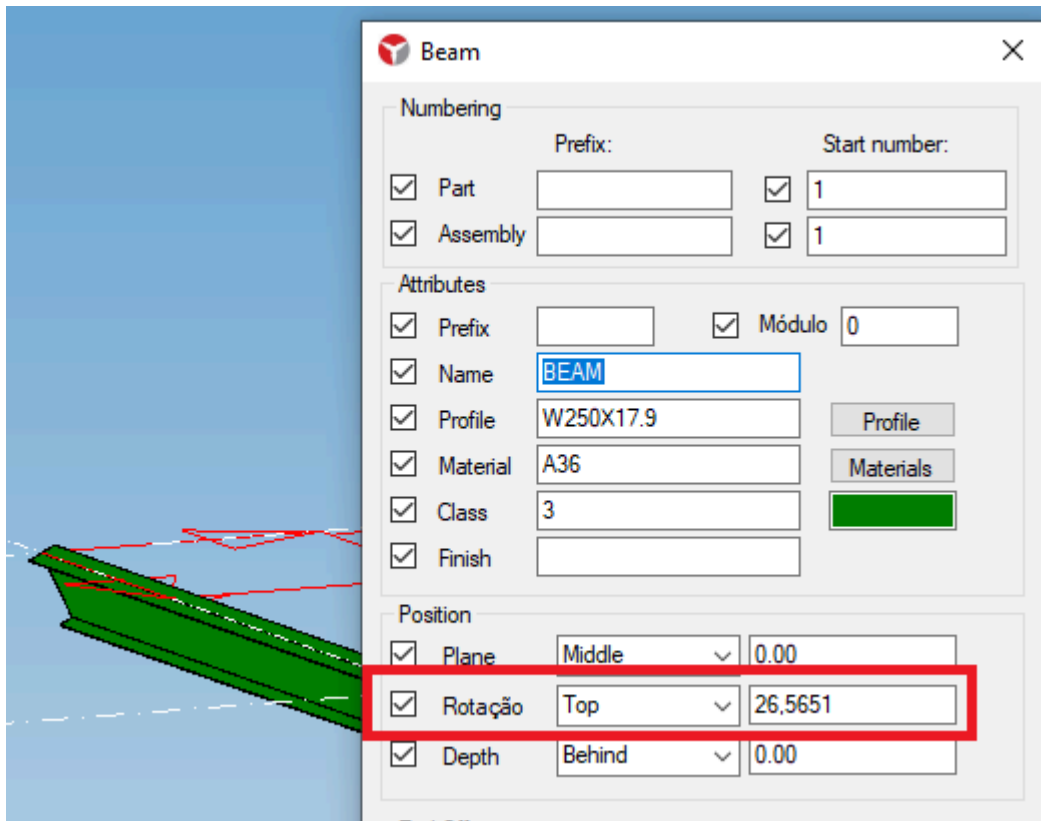 Beam
Numbering
Prefix: Start number:
Part 1
Assembly 1
Attributes
Prefix Módulo 0
Name BEAM
Profile W250X17.9 Profile
Material A36 Materials
Class 3
Finish
Position
Plane Middle 0.00
Rotação Top 26,5651
Depth Behind 0.00